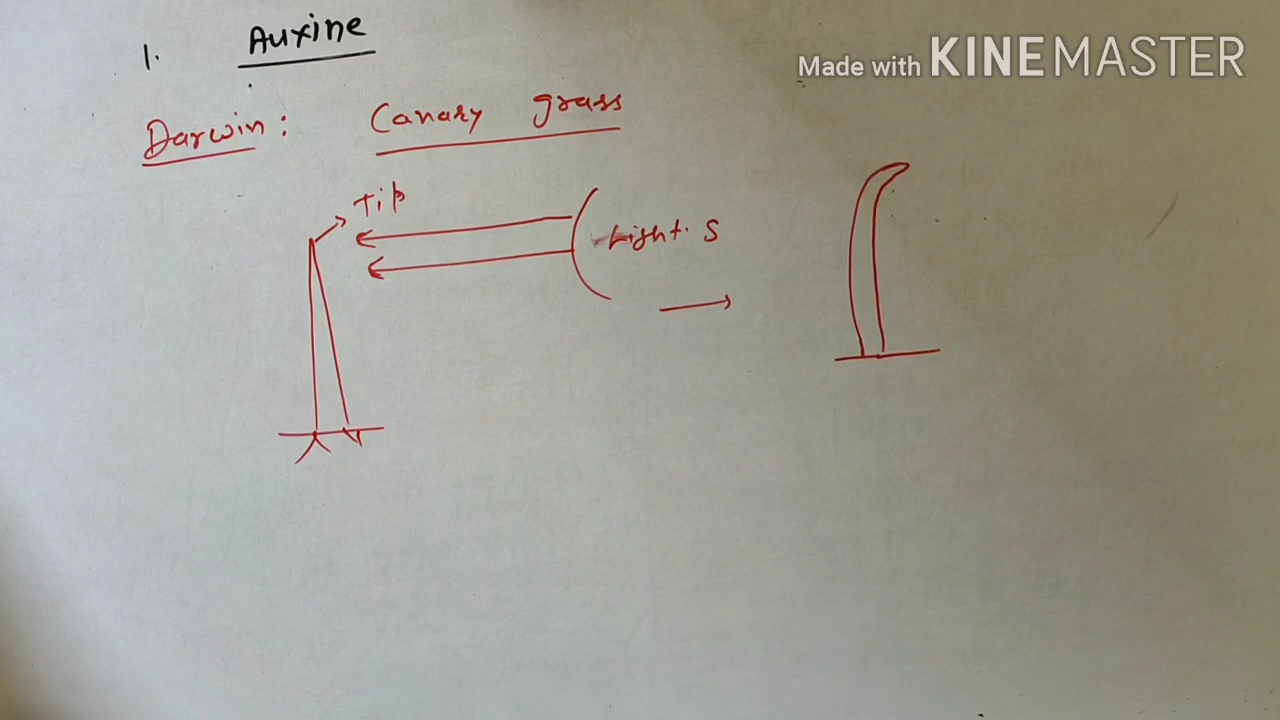 1. Auxine
Made with KINEMASTER
Darwin: Canary grass
Tip
Light. S